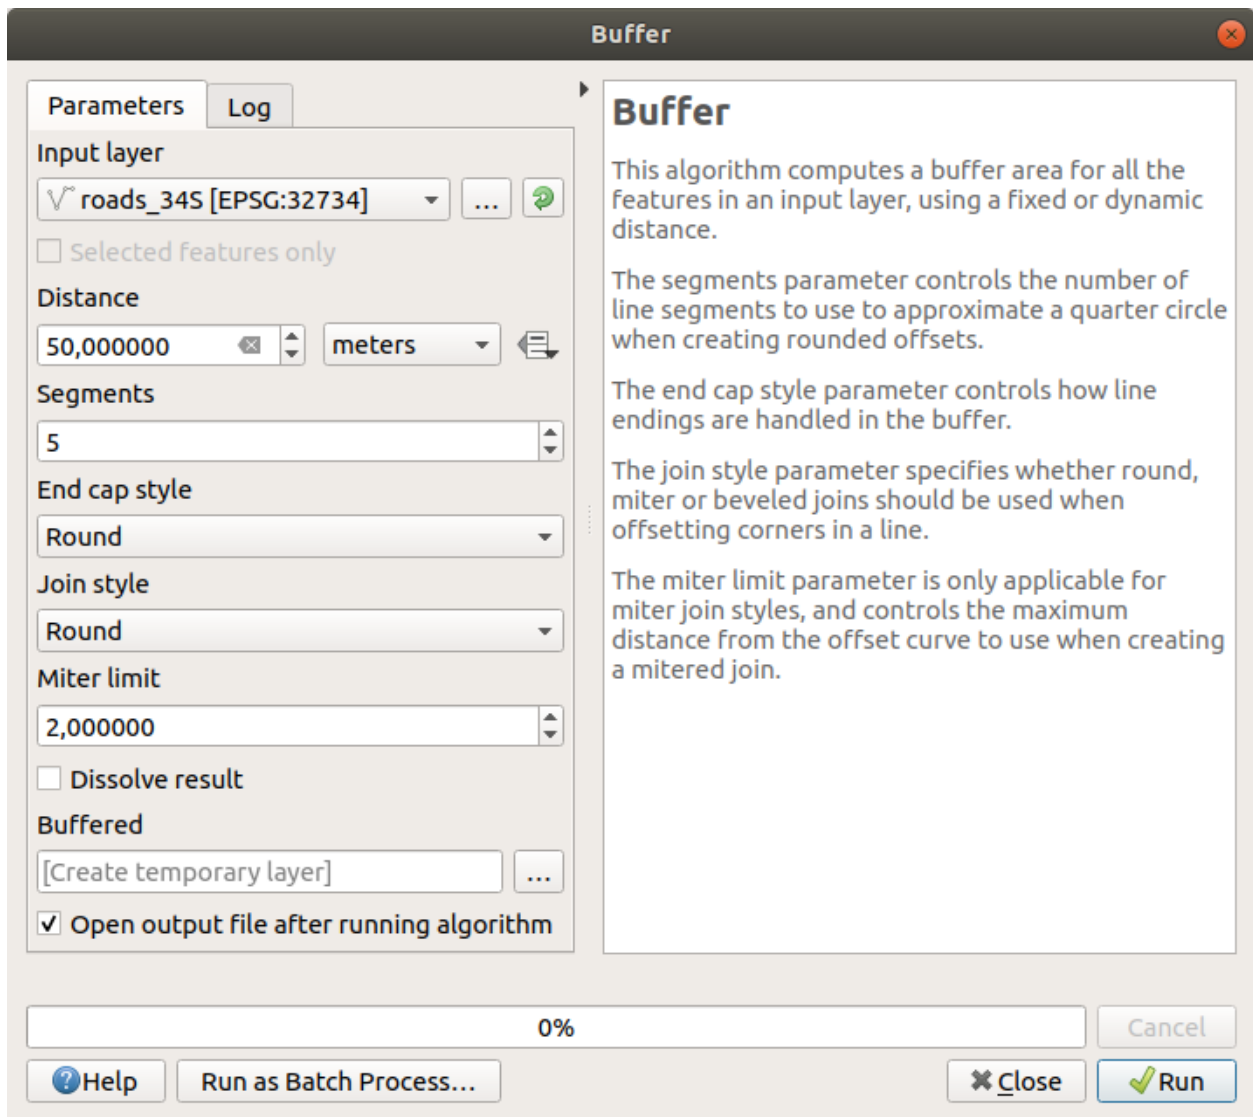 Buffer
Parameters
Log
Input layer
roads_34S [EPSG:32734]
...
Selected features only
Distance
50,000000
meters
Segments
5
End cap style
Round
Join style
Round
Miter limit
2,000000
Dissolve result
Buffered
[Create temporary layer]
...
Open output file after running algorithm
Buffer
This algorithm computes a buffer area for all the
features in an input layer, using a fixed or dynamic
distance.
The segments parameter controls the number of
line segments to use to approximate a quarter circle
when creating rounded offsets.
The end cap style parameter controls how line
endings are handled in the buffer.
The join style parameter specifies whether round,
miter or beveled joins should be used when
offsetting corners in a line.
The miter limit parameter is only applicable for
miter join styles, and controls the maximum
distance from the offset curve to use when creating
a mitered join.
0%
Cancel
Help
Run as Batch Process...
Close
Run